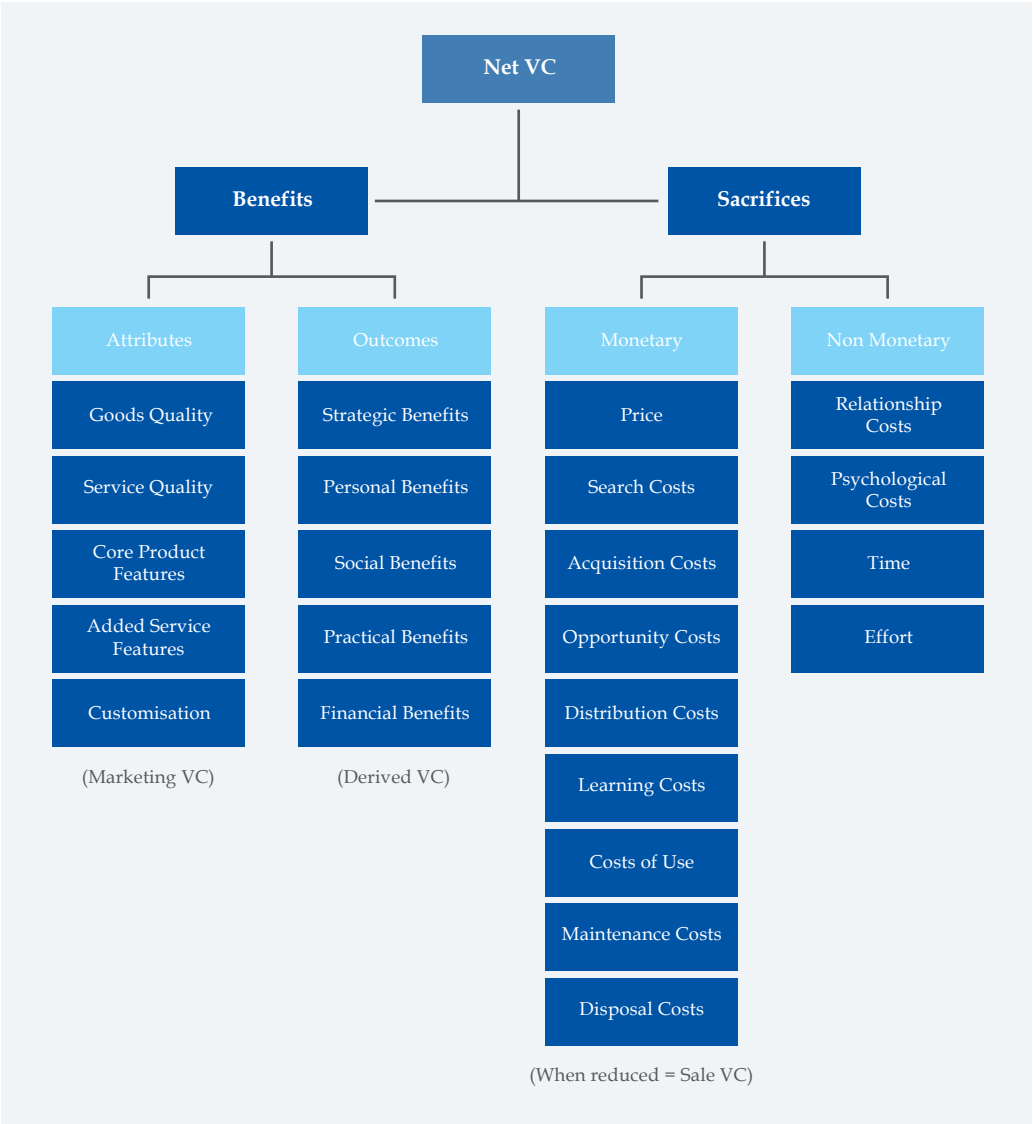 Net VC
Benefits
Sacrifices
Attributes
Goods Quality
Service Quality
Core Product
Features
Added Service
Features
Customisation
(Marketing VC)
Outcomes
Strategic Benefits
Personal Benefits
Social Benefits
Practical Benefits
Financial Benefits
(Derived VC)
Monetary
Price
Search Costs
Acquisition Costs
Opportunity Costs
Distribution Costs
Learning Costs
Costs of Use
Maintenance Costs
Disposal Costs
(When reduced = Sale VC)
Non Monetary
Relationship
Costs
Psychological
Costs
Time
Effort